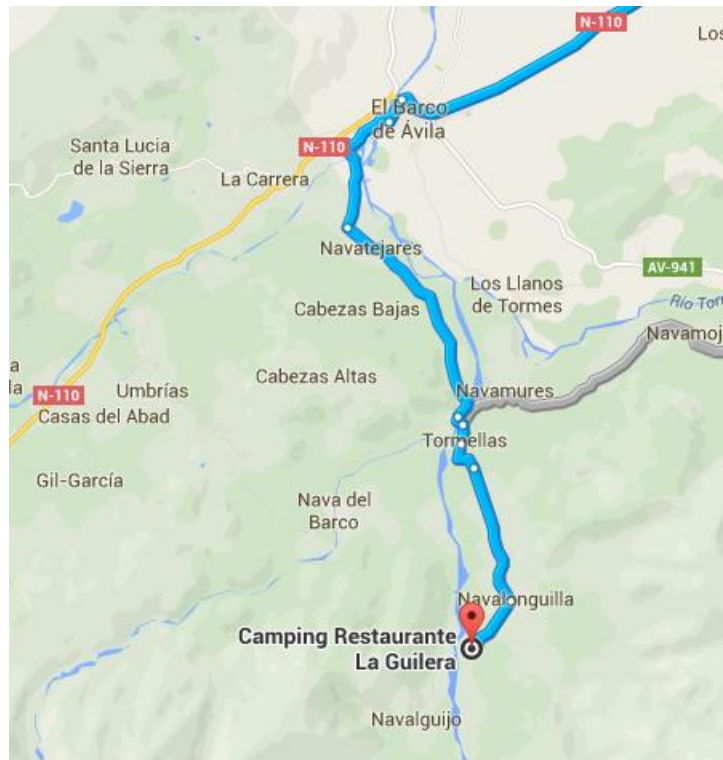 N-110
Los
El Barco
de Ávila
N-110
Santa Lucia
de la Sierra
La Carrera
Navatejares
AV-941
Los Llanos
de Tormes
Río Torm
Cabezas Bajas
Navamoj
a
la
N-110
Umbrías
Cabezas Altas
Navamures
Casas del Abad
Tormellas
Gil-García
Nava del
Barco
Navalonguilla
Camping Restaurante
La Guilera
Navalguijo